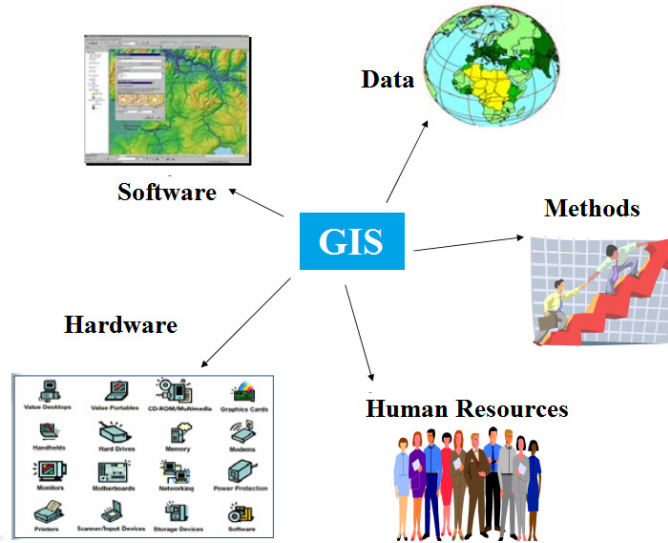 Data
Software
Methods
GIS
Hardware
Value Desktops
Value Portables
CD-ROM/Multimedia
Graphics Cards
Handhelds
Hard Drives
Memory
Modems
Monitors
Motherboards
Networking
Power Protection
Printers
Scanner/Input Devices
Storage Devices
Software
Human Resources